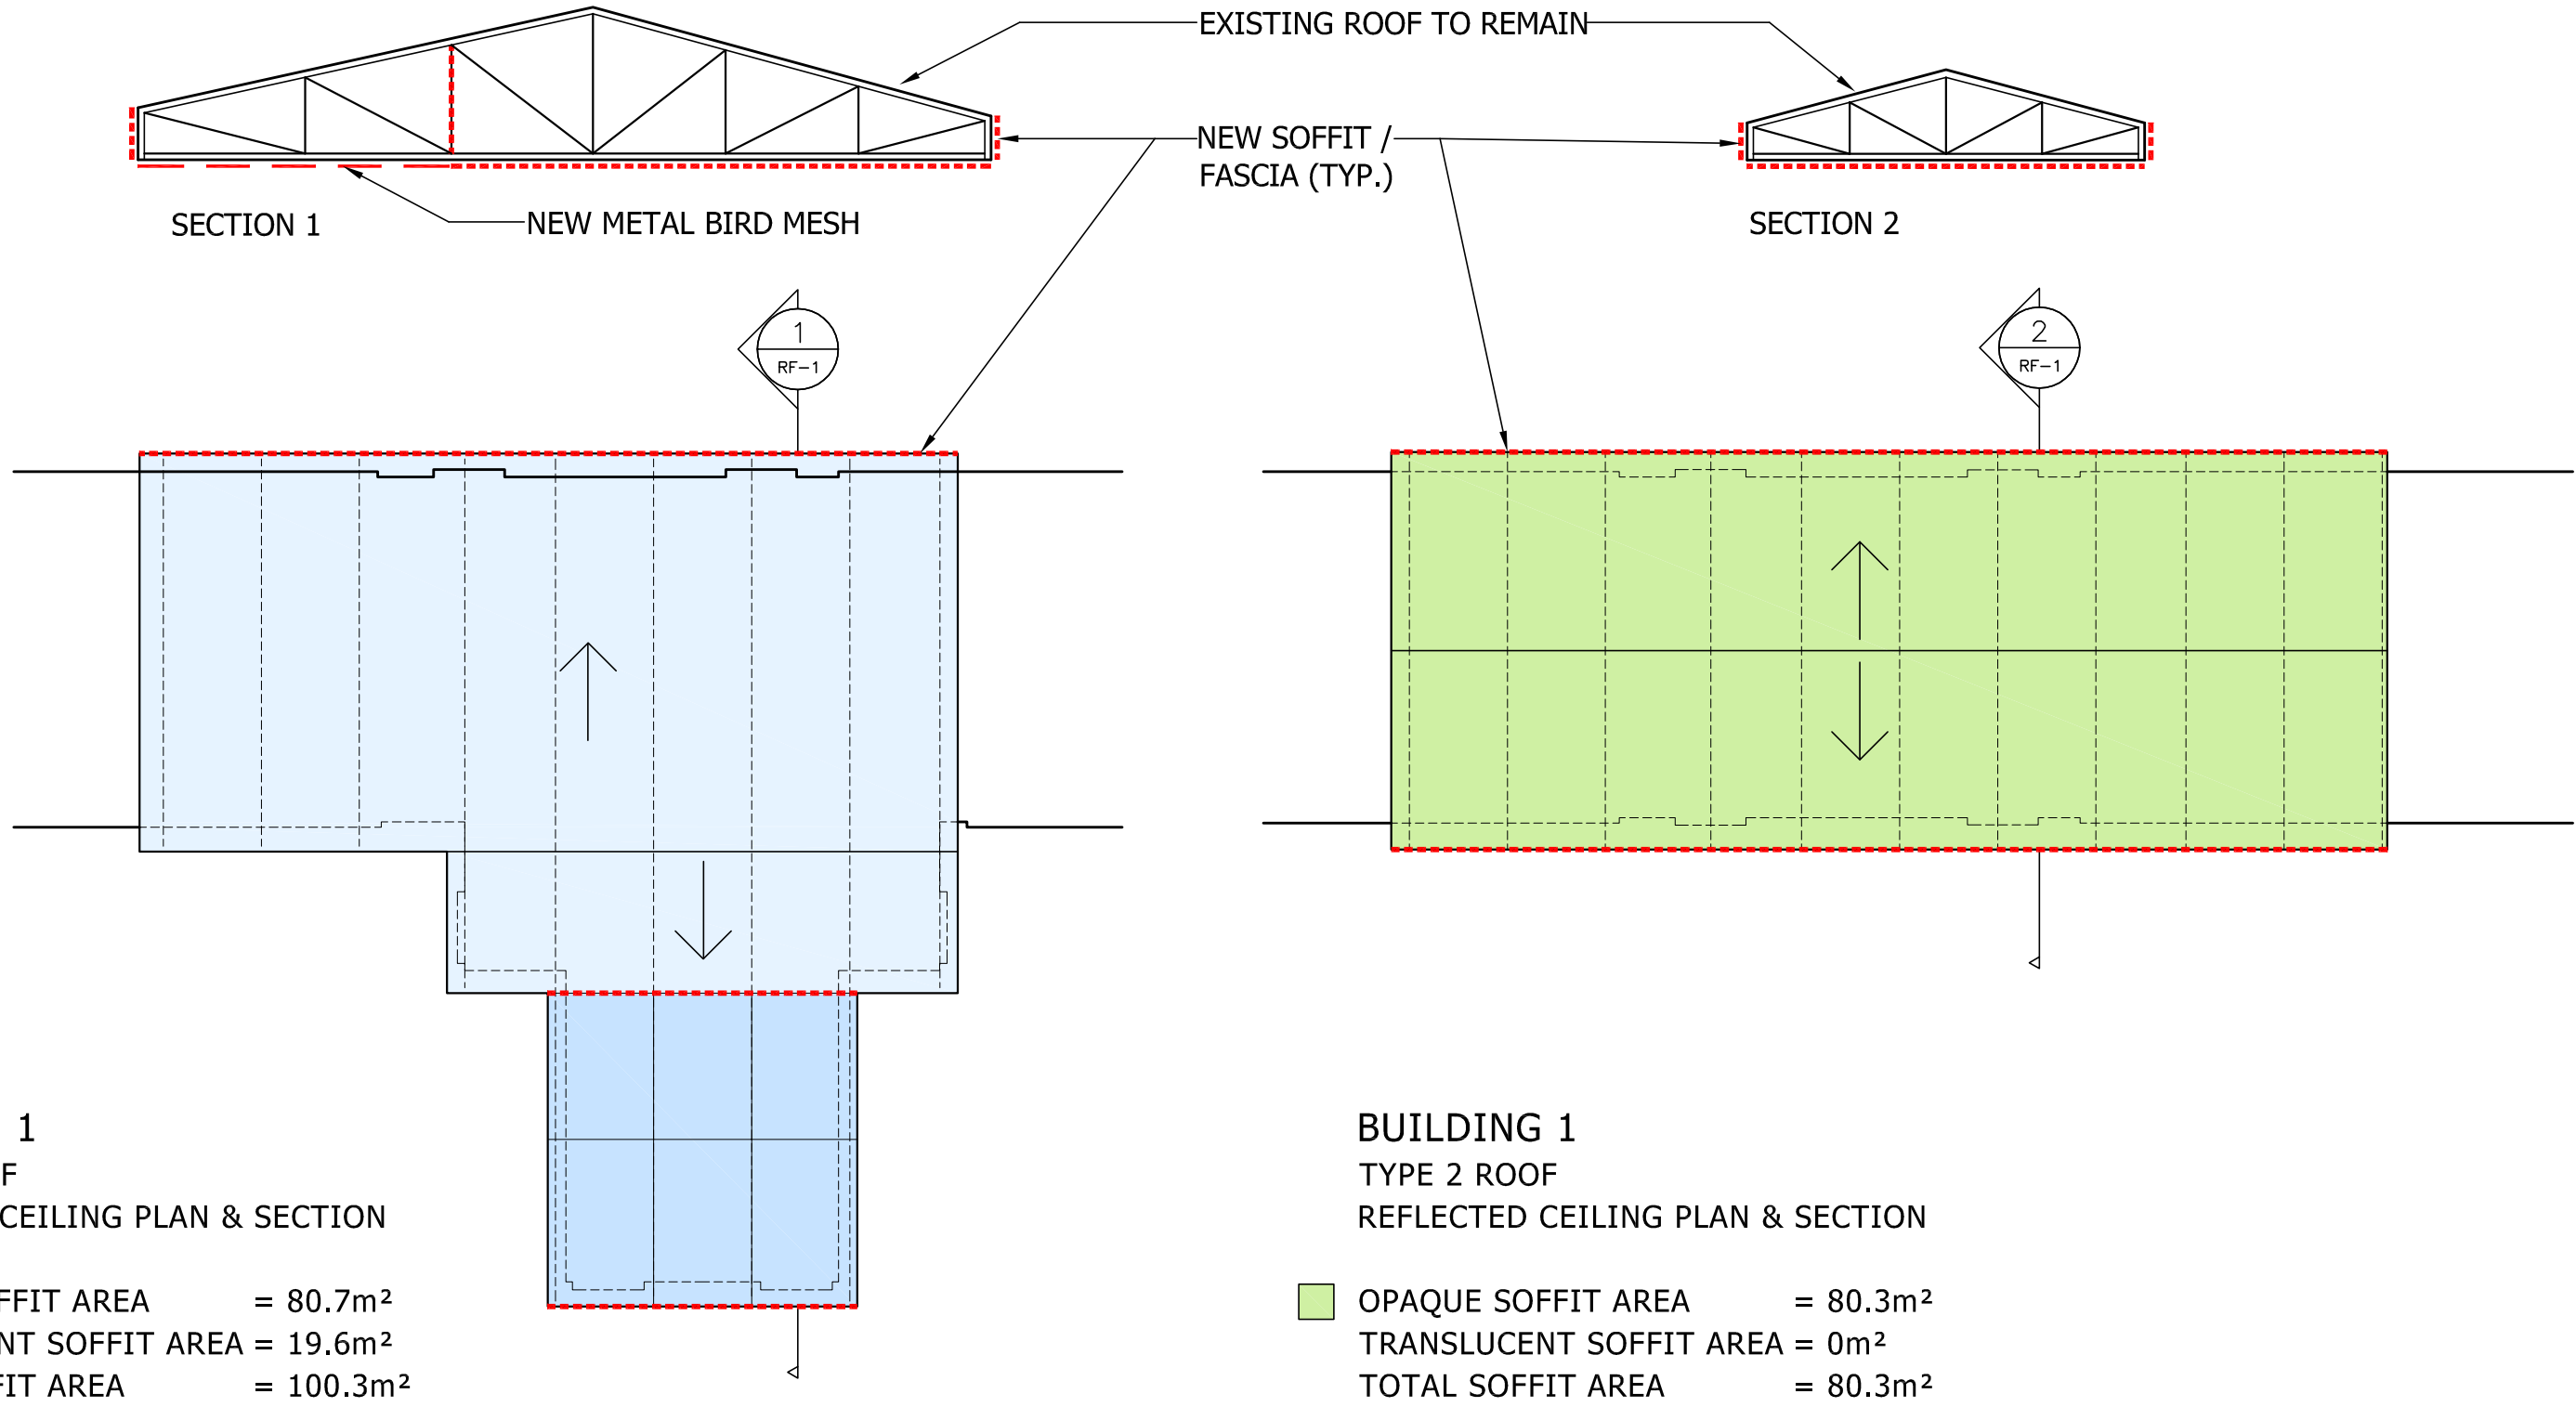 EXISTING ROOF TO REMAIN
NEW SOFFIT /
FASCIA (TYP.)
SECTION 1
NEW METAL BIRD MESH
SECTION 2
1
RF-1
2
RF-1
1
F
CEILING PLAN & SECTION
FFIT AREA = 80.7m²
NT SOFFIT AREA = 19.6m²
FIT AREA = 100.3m²
BUILDING 1
TYPE 2 ROOF
REFLECTED CEILING PLAN & SECTION
OPAQUE SOFFIT AREA = 80.3m²
TRANSLUCENT SOFFIT AREA = 0m²
TOTAL SOFFIT AREA = 80.3m²